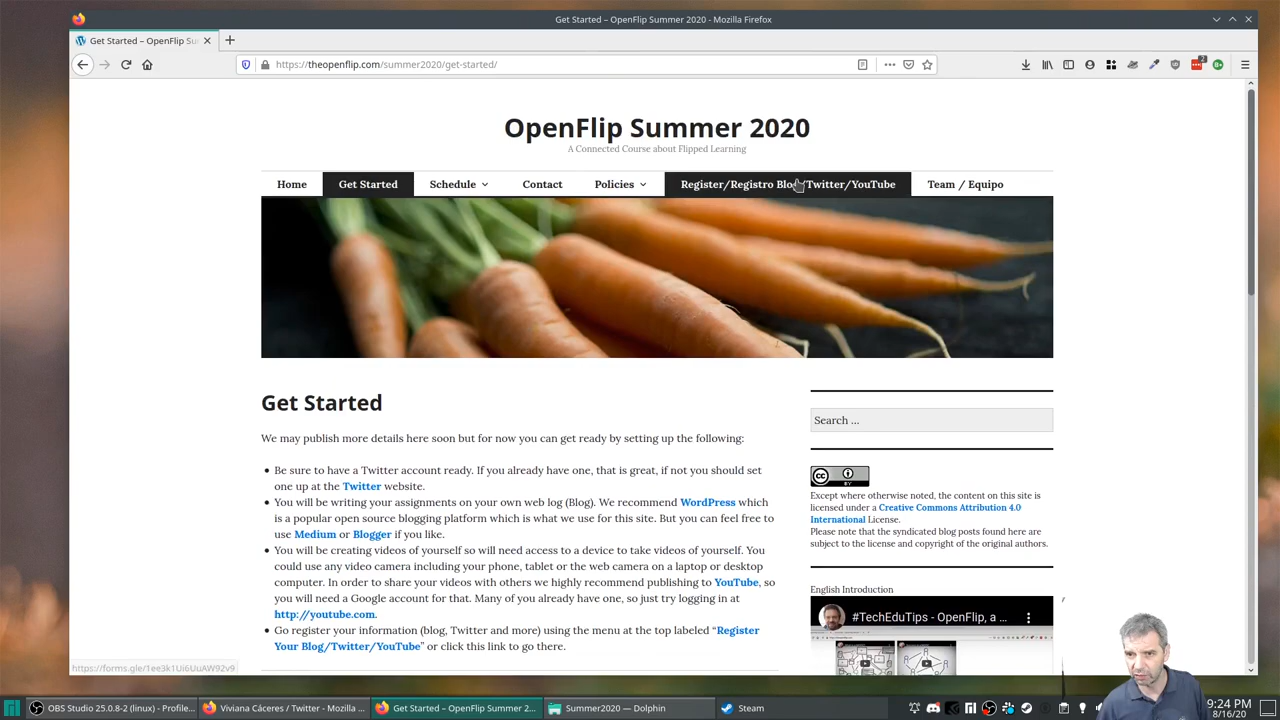 Get Started – OpenFlip Summer 2020 - Mozilla Firefox
Get Started – OpenFlip Su
https://theopenflip.com/summer2020/get-started/
OpenFlip Summer 2020
A Connected Course about Flipped Learning
Home
Get Started
Schedule
Contact
Policies
Register/Registro Blog/Twitter/YouTube
Team / Equipo
Get Started
We may publish more details here soon but for now you can get ready by setting up the following:
Be sure to have a Twitter account ready. If you already have one, that is great, if not you should set
one up at the Twitter website.
You will be writing your assignments on your own web log (Blog). We recommend WordPress which
is a popular open source blogging platform which is what we use for this site. But you can feel free to
use Medium or Blogger if you like.
You will be creating videos of yourself so will need access to a device to take videos of yourself. You
could use any video camera including your phone, tablet or the web camera on a laptop or desktop
computer. In order to share your videos with others we highly recommend publishing to YouTube, so
you will need a Google account for that. Many of you already have one, so just try logging in at
http://youtube.com.
Go register your information (blog, Twitter and more) using the menu at the top labeled “Register
Your Blog/Twitter/YouTube” or click this link to go there.
Search …
CC
BY
Except where otherwise noted, the content on this site is
licensed under a Creative Commons Attribution 4.0
International License.
Please note that the syndicated blog posts found here are
subject to the license and copyright of the original authors.
English Introduction
#TechEduTips - OpenFlip, a ...
https://forms.gle/1ee3k1Ui6UuAW92v9
OBS Studio 25.0.8-2 (linux) - Profile...
Viviana Cáceres / Twitter - Mozilla ...
Get Started – OpenFlip Summer 2...
Summer2020 — Dolphin
Steam
9:24 PM
8/16/20